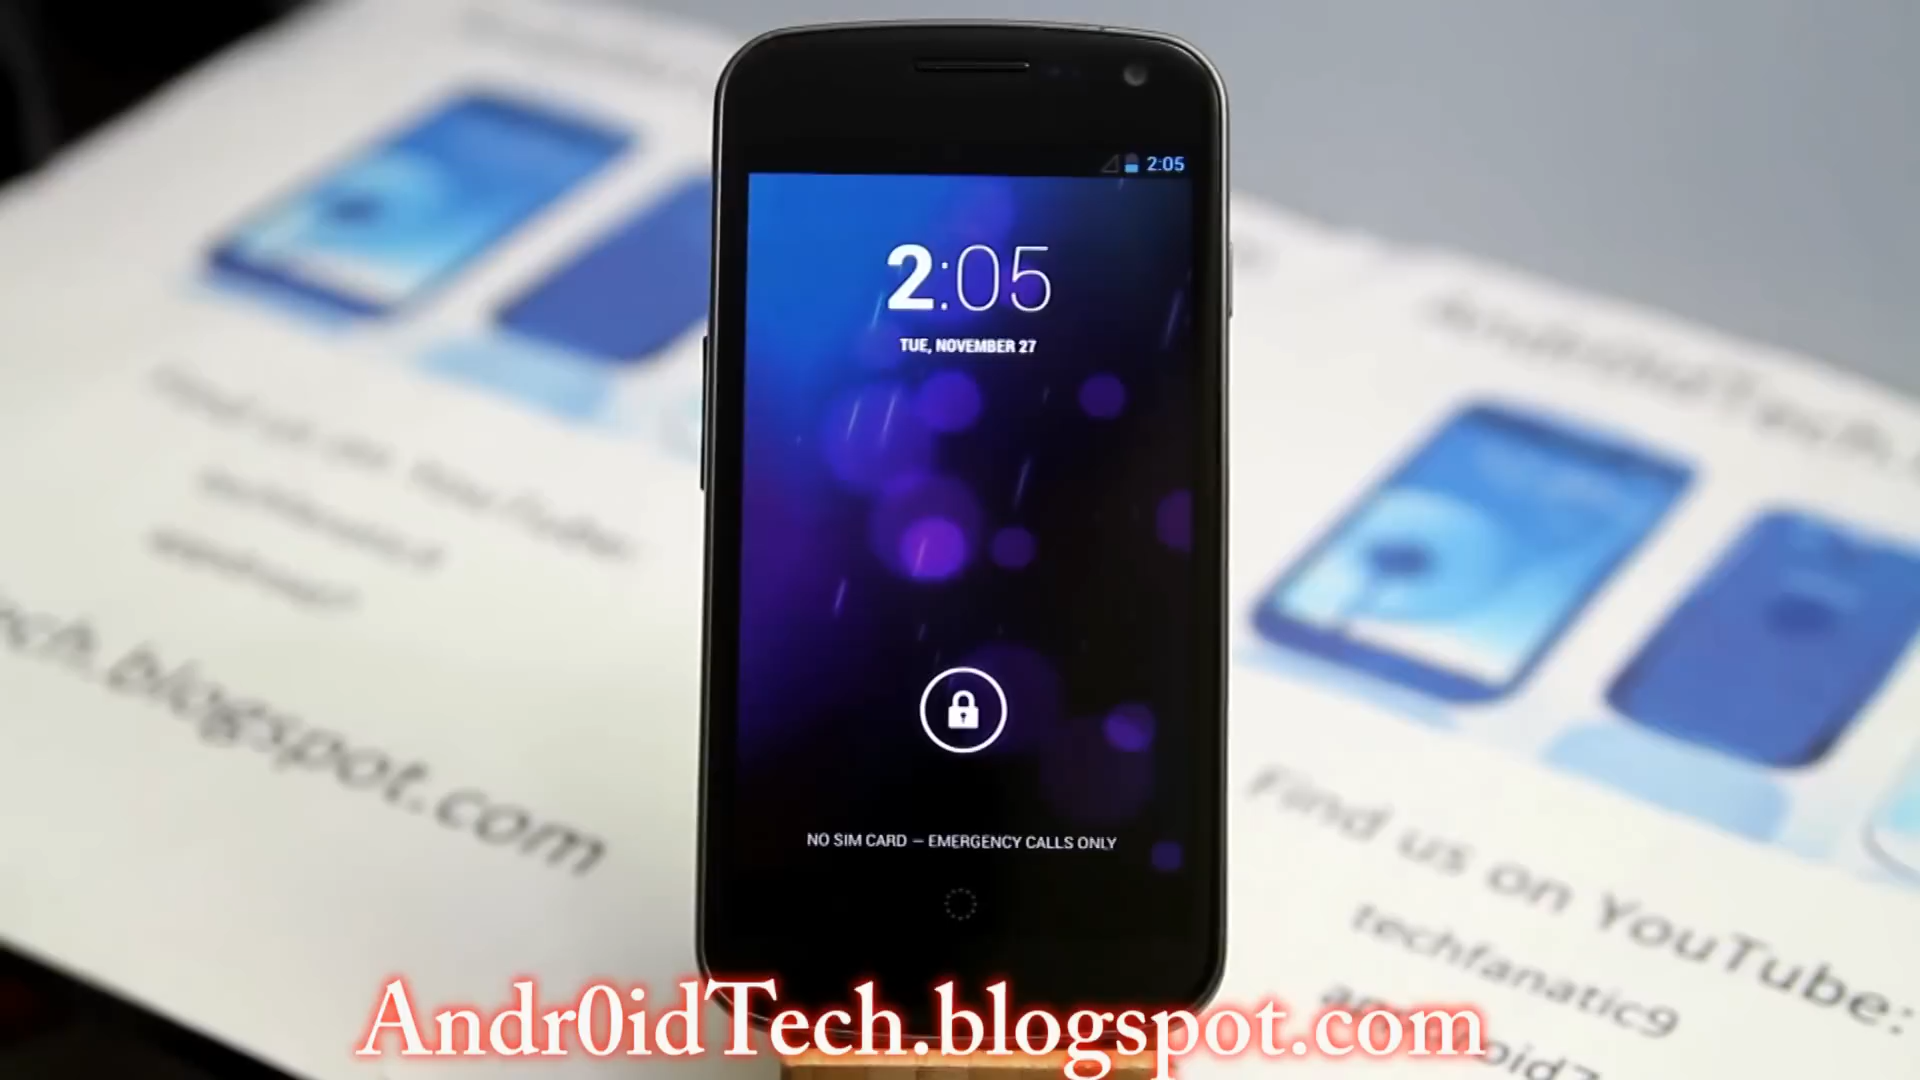 2:05
2:05
TUE, NOVEMBER 27
NO SIM CARD – EMERGENCY CALLS ONLY
Find us on YouTube:
techfanatic9
Tech.blogspot.com
Andr0idTech.blogspot.com